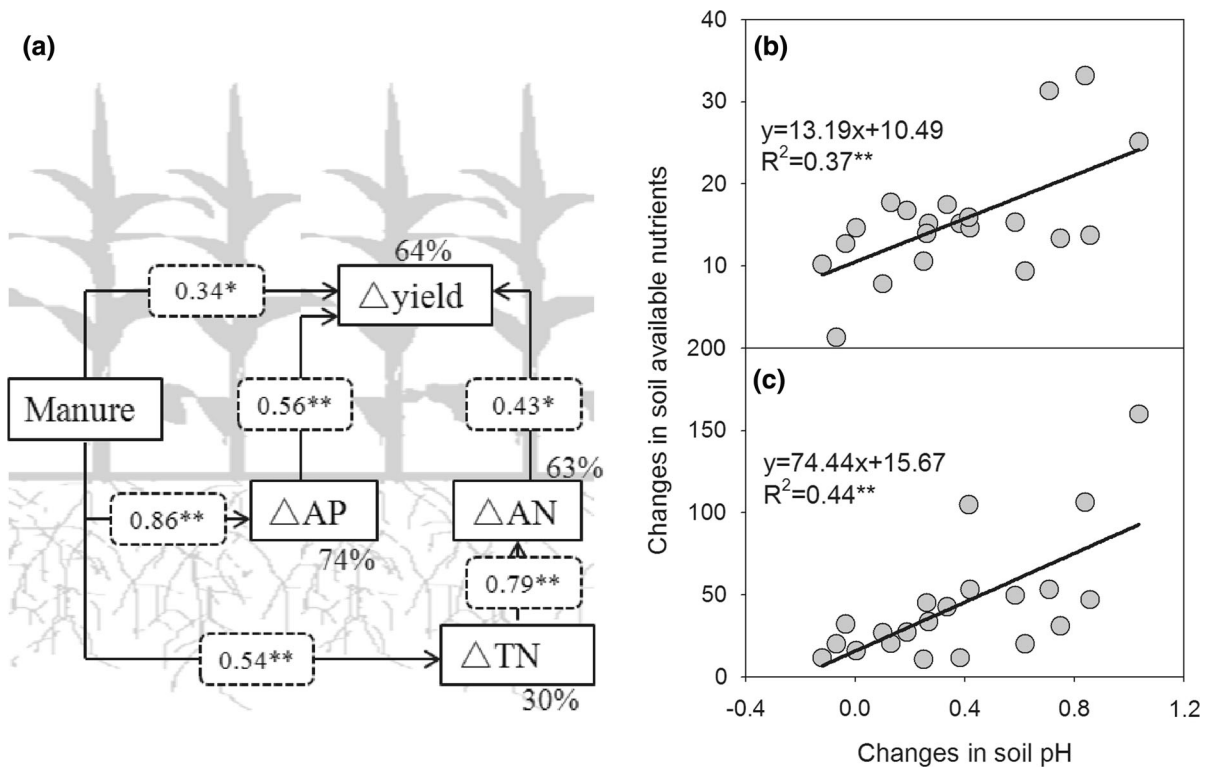 (a)
64%
0.34*
△yield
Manure
0.56**
0.43*
63%
0.86**
△AP
△AN
74%
0.79**
0.54**
△TN
30%
Changes in soil available nutrients
(b)
40
30
20
10
200
y=13.19x+10.49
R²=0.37**
(c)
150
100
50
0
y=74.44x+15.67
R²=0.44**
-0.4 0.0 0.4 0.8 1.2
Changes in soil pH